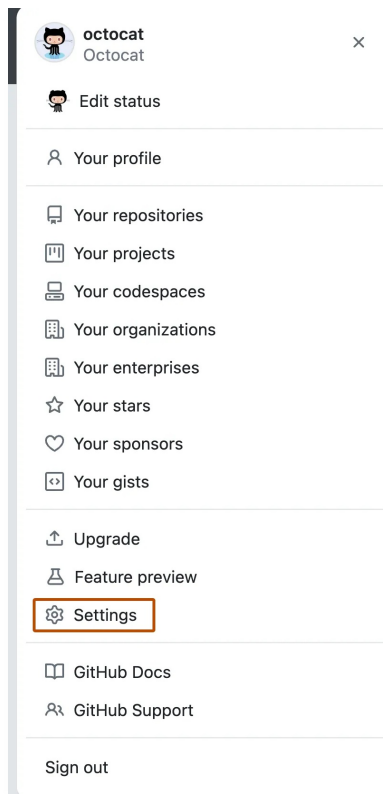 octocat
Octocat
Edit status
Your profile
Your repositories
Your projects
Your codespaces
Your organizations
Your enterprises
Your stars
Your sponsors
Your gists
Upgrade
Feature preview
Settings
GitHub Docs
GitHub Support
Sign out